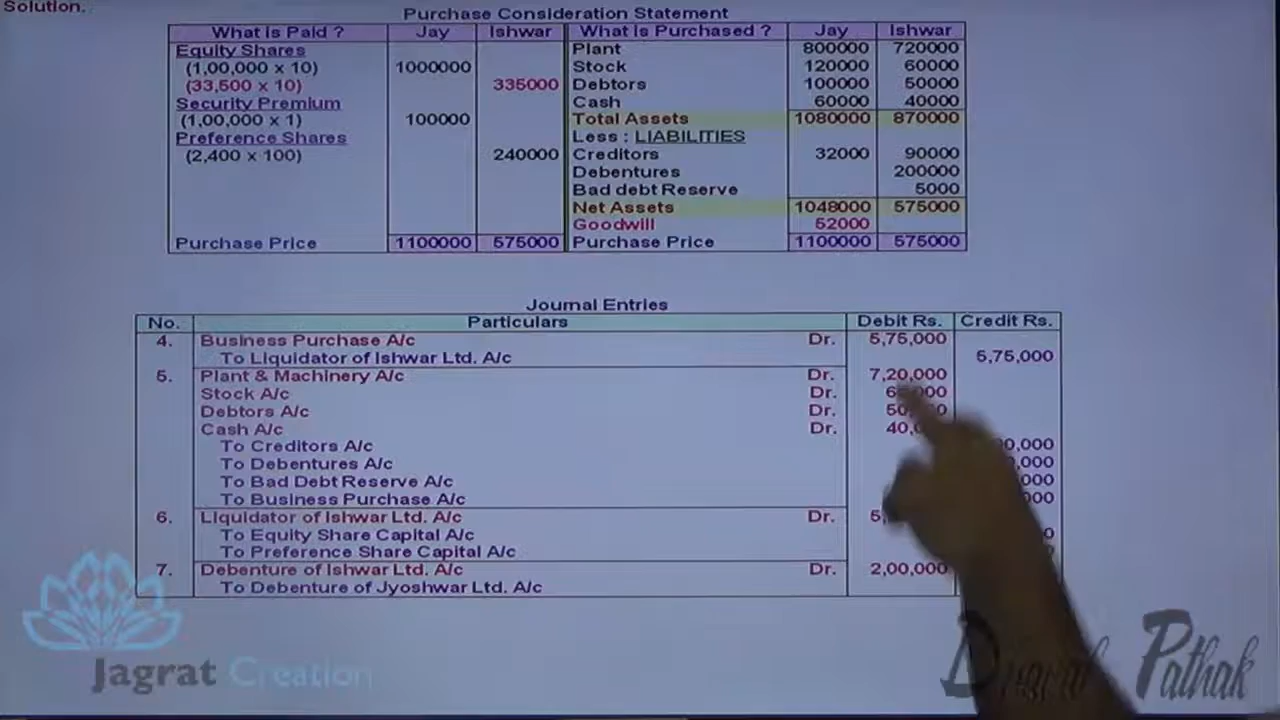 Solution.
Purchase Consideration Statement
What is Paid ? Jay Ishwar What is Purchased ? Jay Ishwar
Equity Shares Plant 800000 720000
(1,00,000 x 10) 1000000 Stock 120000 60000
(33,500 x 10) 335000 Debtors 100000 50000
Security Premium Cash 60000 40000
(1,00,000 x 1) 100000 Total Assets 1080000 870000
Preference Shares Less : LIABILITIES
(2,400 x 100) 240000 Creditors 32000 90000
Debentures 200000
Bad debt Reserve 5000
Net Assets 1048000 575000
Goodwill 52000
Purchase Price 1100000 575000 Purchase Price 1100000 575000
Journal Entries
No. Particulars Debit Rs. Credit Rs.
4. Business Purchase A/c Dr. 5,75,000
To Liquidator of Ishwar Ltd. A/c 5,75,000
5. Plant & Machinery A/c Dr. 7,20,000
Stock A/c Dr.
Debtors A/c Dr.
Cash A/c Dr.
To Creditors A/c
To Debentures A/c
To Bad Debt Reserve A/c
To Business Purchase A/c
6. Liquidator of Ishwar Ltd. A/c Dr.
To Equity Share Capital A/c
To Preference Share Capital A/c
7. Debenture of Ishwar Ltd. A/c Dr. 2,00,000
To Debenture of Jyoshwar Ltd. A/c
Jagrat Creation
Pathak